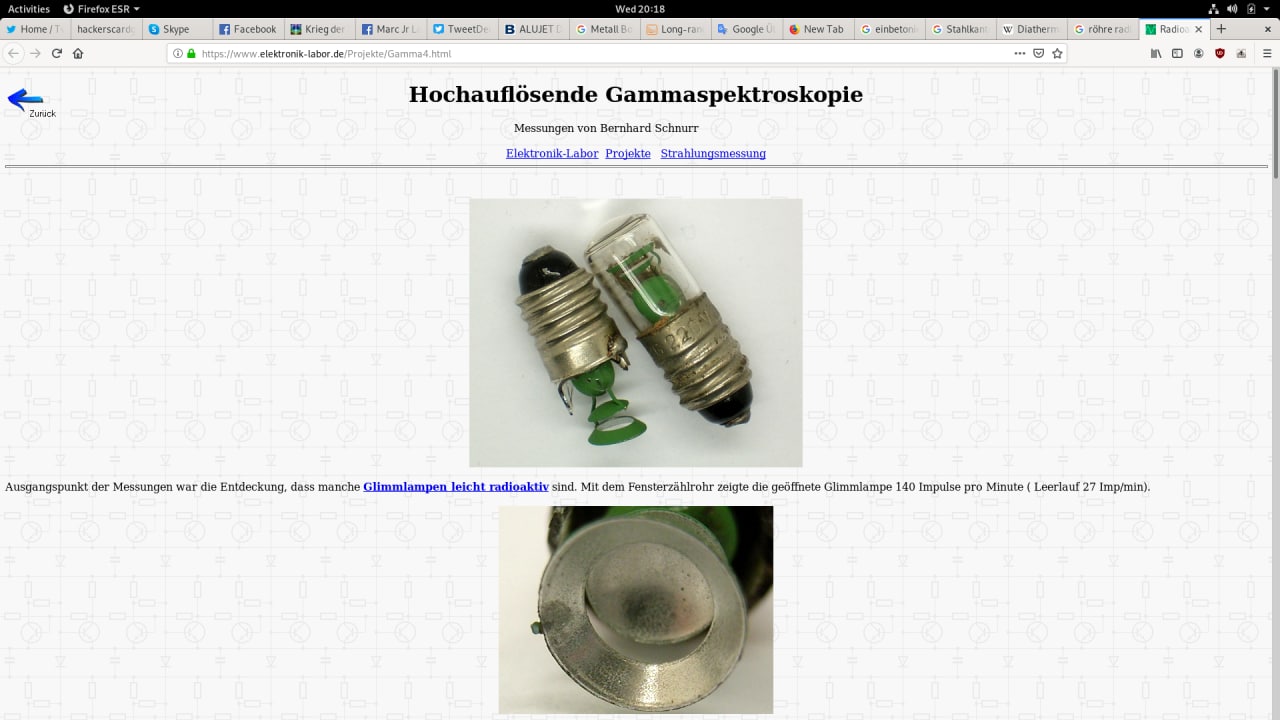 Activities Firefox ESR Wed 20:18
Home / T hackerscard Skype Facebook Krieg der Marc Jr L TweetDe ALUJET D Metall Be Long-ran Google Ü New Tab einbeton Stahlkant Diatherm röhre radi Radioa
https://www.elektronik-labor.de/Projekte/Gamma4.html
Hochauflösende Gammaspektroskopie
Zurück
Messungen von Bernhard Schnurr
Elektronik-Labor Projekte Strahlungsmessung
Ausgangspunkt der Messungen war die Entdeckung, dass manche Glimmlampen leicht radioaktiv sind. Mit dem Fensterzählrohr zeigte die geöffnete Glimmlampe 140 Impulse pro Minute ( Leerlauf 27 Imp/min).